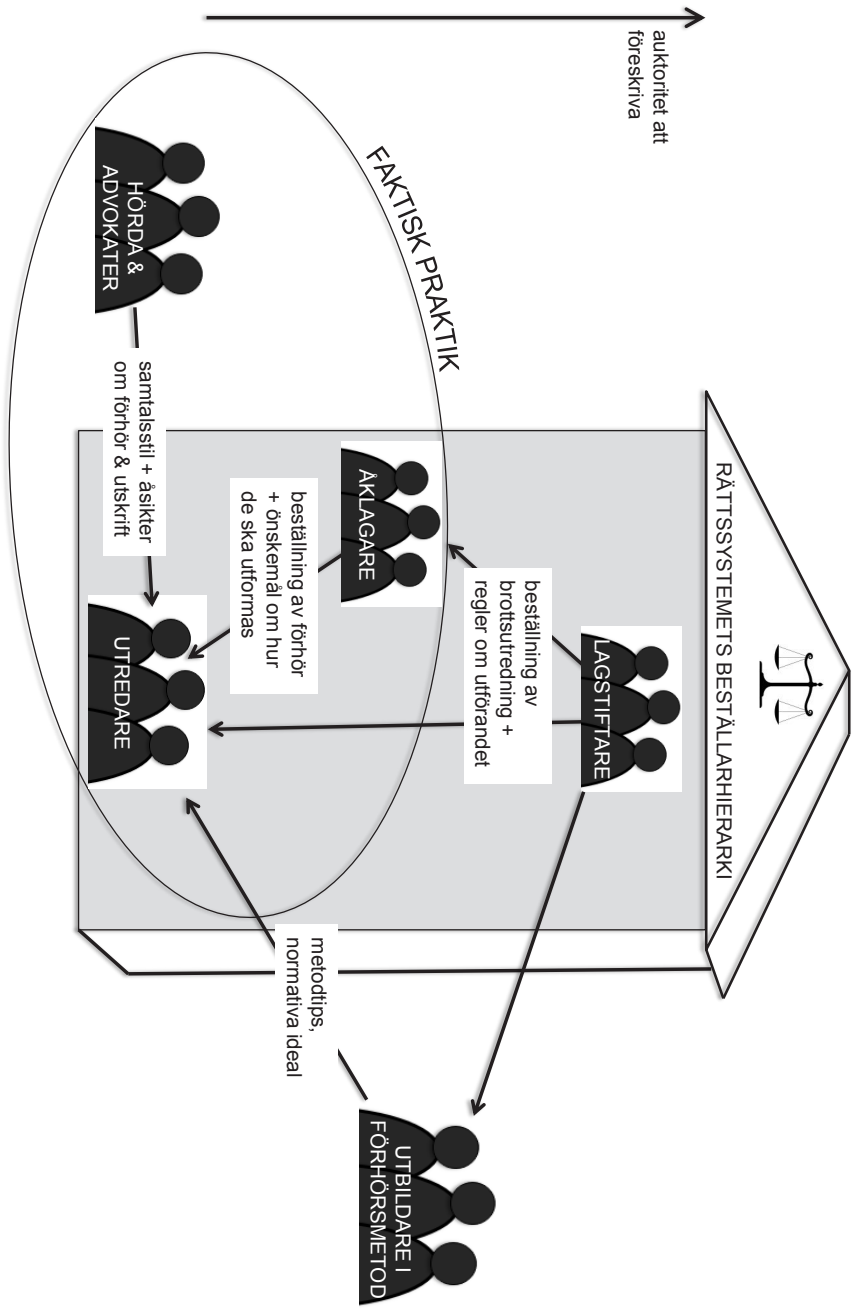 auktoritet att
föreskriva
RÄTTSSYSTEMETS BESTÄLLARHIERARKI
LAGSTIFTARE
beställning av
brottsutredning +
regler om utförandet
FAKTISK PRAKTIK
ÅKLAGARE
beställning av förhör
+ önskemål om hur
de ska utformas
UTBILDARE I
FÖRHÖRSMETOD
metodtips,
normativa ideal
HÖRDA &
ADVOKATER
samtalsstil + åsikter
om förhör & utskrift
UTREDARE